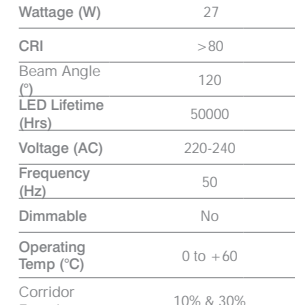 Wattage (W) 27
CRI >80
Beam Angle
(°) 120
LED Lifetime
(Hrs) 50000
Voltage (AC) 220-240
Frequency
(Hz) 50
Dimmable No
Operating
Temp (°C) 0 to +60
Corridor
10% & 30%